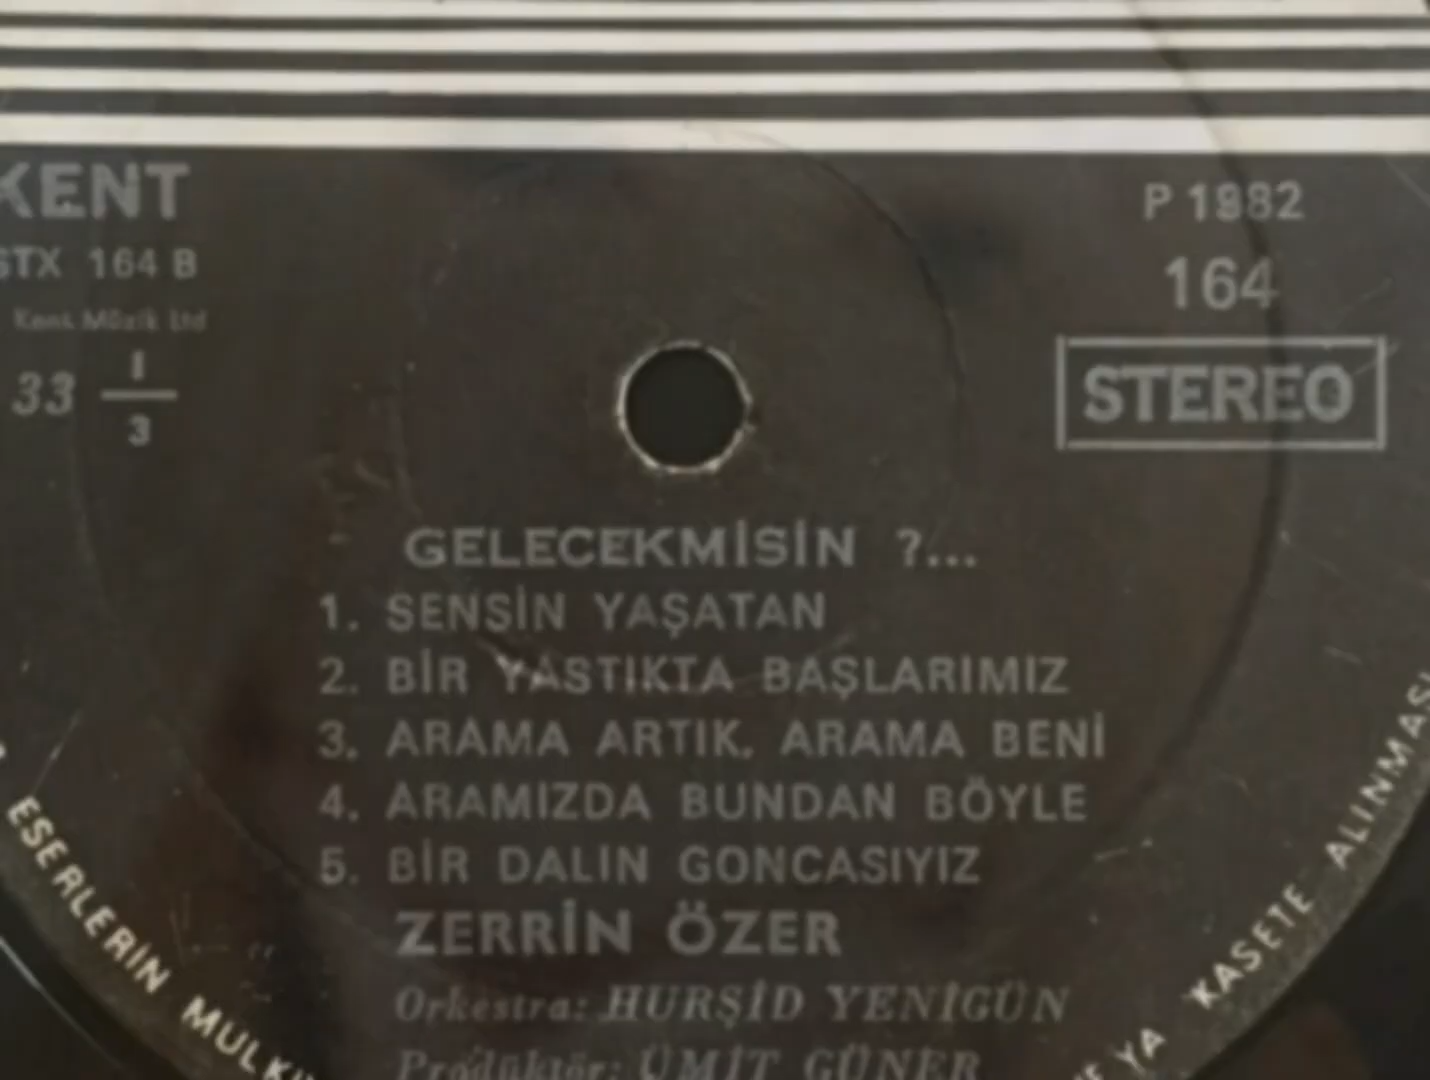 KENT
STX 164 B
Kent Müzik Ltd
33 1/3
P 1982
164
STEREO
GELECEKMİSİN ?...
1. SENSİN YAŞATAN
2. BİR YASTIKTA BAŞLARIMIZ
3. ARAMA ARTIK, ARAMA BENİ
4. ARAMIZDA BUNDAN BÖYLE
5. BİR DALIN GONCASIYIZ
ZERRİN ÖZER
Orkestra: HURŞİD YENİGÜN
Prodüktör: ÜMİT GÜNER
ESERLERİN MÜLKİ
YA KASETE ALINMASI